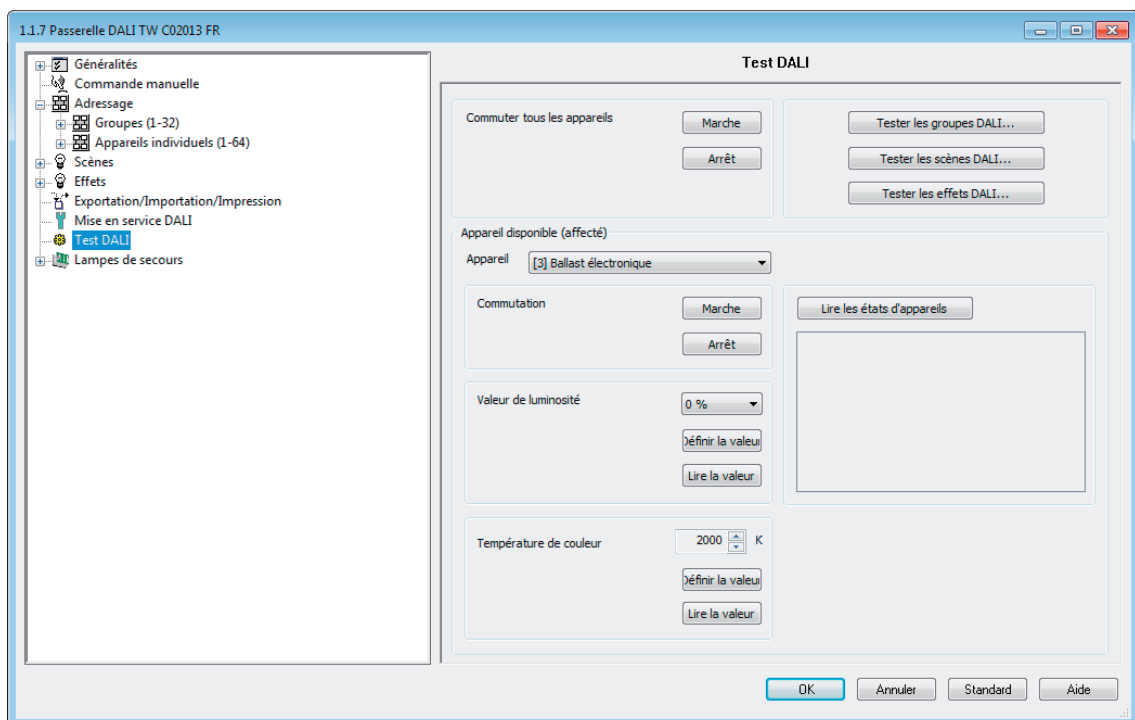 1.1.7 Passerelle DALI TW C02013 FR
Généralités
Commande manuelle
Adressage
Groupes (1-32)
Appareils individuels (1-64)
Scènes
Effets
Exportation/Importation/Impression
Mise en service DALI
Test DALI
Lampes de secours
Test DALI
Commuter tous les appareils
Marche
Arrêt
Tester les groupes DALI...
Tester les scènes DALI...
Tester les effets DALI...
Appareil disponible (affecté)
Appareil [3] Ballast électronique
Commutation
Marche
Arrêt
Lire les états d'appareils
Valeur de luminosité
0 %
Définir la valeur
Lire la valeur
Température de couleur
2000 K
Définir la valeur
Lire la valeur
OK Annuler Standard Aide